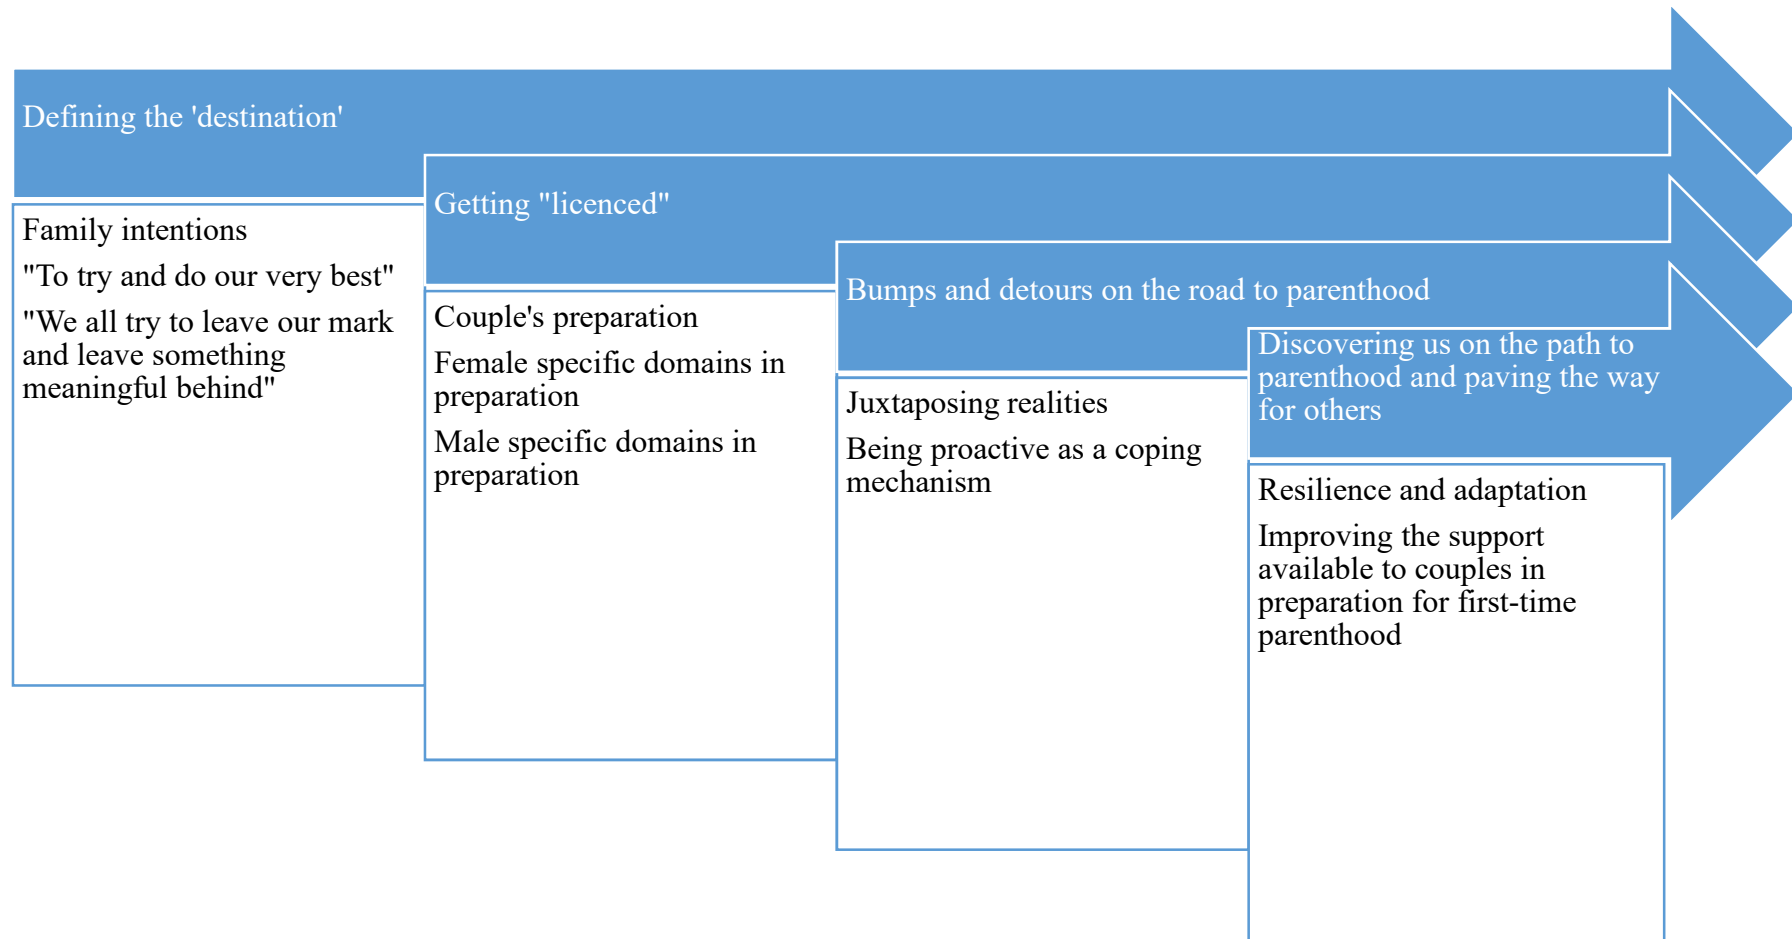 Defining the 'destination'
Family intentions
"To try and do our very best"
"We all try to leave our mark
and leave something
meaningful behind"
Getting "licenced"
Couple's preparation
Female specific domains in
preparation
Male specific domains in
preparation
Bumps and detours on the road to parenthood
Juxtaposing realities
Being proactive as a coping
mechanism
Discovering us on the path to
parenthood and paving the way
for others
Resilience and adaptation
Improving the support
available to couples in
preparation for first-time
parenthood